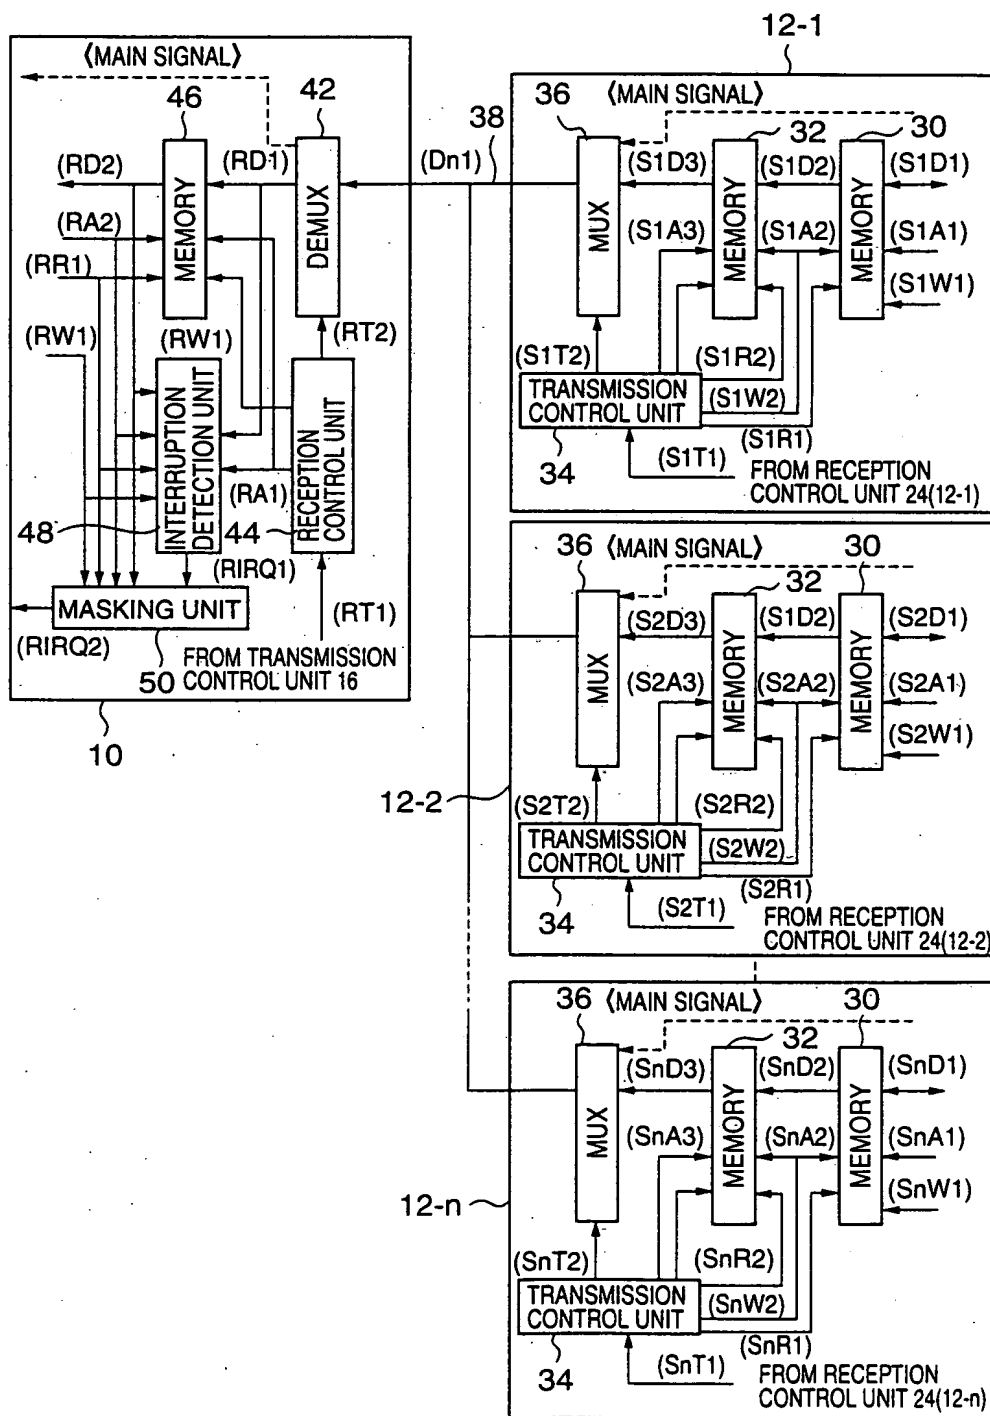 12-1
⟨MAIN SIGNAL⟩
46
42
(RD2)
(RD1)
(Dn1)
38
(RA2)
MEMORY
DEMUX
(RR1)
(RW1)
(RW1)
(RT2)
INTERRUPTION
DETECTION UNIT
RECEPTION
CONTROL UNIT
(RA1)
48
44
(RIRQ1)
MASKING UNIT
(RT1)
(RIRQ2)
50
FROM TRANSMISSION
CONTROL UNIT 16
10
36
⟨MAIN SIGNAL⟩
32
30
(S1D3)
(S1D2)
(S1D1)
MUX
MEMORY
MEMORY
(S1A3)
(S1A2)
(S1A1)
(S1W1)
(S1T2)
(S1R2)
TRANSMISSION
CONTROL UNIT
(S1W2)
(S1R1)
34
(S1T1)
FROM RECEPTION
CONTROL UNIT 24(12-1)
12-2
36
⟨MAIN SIGNAL⟩
32
30
(S2D3)
(S1D2)
(S2D1)
MUX
MEMORY
MEMORY
(S2A3)
(S2A2)
(S2A1)
(S2W1)
(S2T2)
(S2R2)
TRANSMISSION
CONTROL UNIT
(S2W2)
(S2R1)
34
(S2T1)
FROM RECEPTION
CONTROL UNIT 24(12-2)
12-n
36
⟨MAIN SIGNAL⟩
32
30
(SnD3)
(SnD2)
(SnD1)
MUX
MEMORY
MEMORY
(SnA3)
(SnA2)
(SnA1)
(SnW1)
(SnT2)
(SnR2)
TRANSMISSION
CONTROL UNIT
(SnW2)
(SnR1)
34
(SnT1)
FROM RECEPTION
CONTROL UNIT 24(12-n)